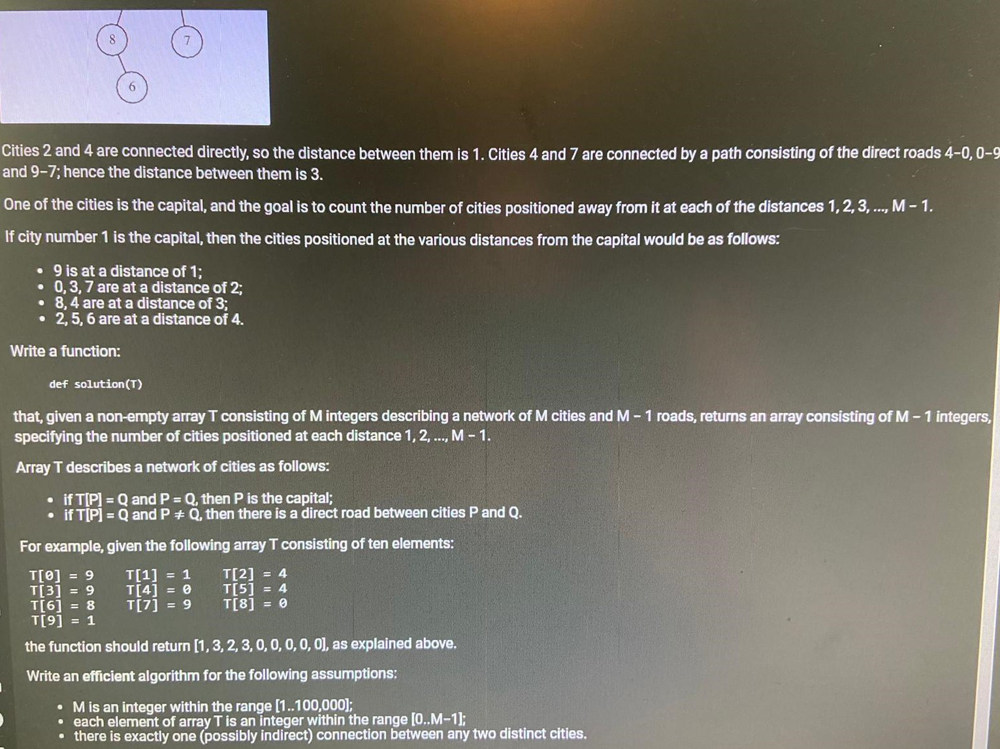 8
7
6
Cities 2 and 4 are connected directly, so the distance between them is 1. Cities 4 and 7 are connected by a path consisting of the direct roads 4-0, 0-9
and 9-7; hence the distance between them is 3.
One of the cities is the capital, and the goal is to count the number of cities positioned away from it at each of the distances 1, 2, 3, ..., M - 1.
If city number 1 is the capital, then the cities positioned at the various distances from the capital would be as follows:
• 9 is at a distance of 1;
• 0, 3, 7 are at a distance of 2;
• 8, 4 are at a distance of 3;
• 2, 5, 6 are at a distance of 4.
Write a function:
def solution(T)
that, given a non-empty array T consisting of M integers describing a network of M cities and M - 1 roads, returns an array consisting of M - 1 integers,
specifying the number of cities positioned at each distance 1, 2, ..., M - 1.
Array T describes a network of cities as follows:
• if T[P] = Q and P = Q, then P is the capital;
• if T[P] = Q and P ≠ Q, then there is a direct road between cities P and Q.
For example, given the following array T consisting of ten elements:
T[0] = 9 T[1] = 1 T[2] = 4
T[3] = 9 T[4] = 0 T[5] = 4
T[6] = 8 T[7] = 9 T[8] = 0
T[9] = 1
the function should return [1, 3, 2, 3, 0, 0, 0, 0, 0], as explained above.
Write an efficient algorithm for the following assumptions:
• M is an integer within the range [1..100,000];
• each element of array T is an integer within the range [0..M-1];
• there is exactly one (possibly indirect) connection between any two distinct cities.